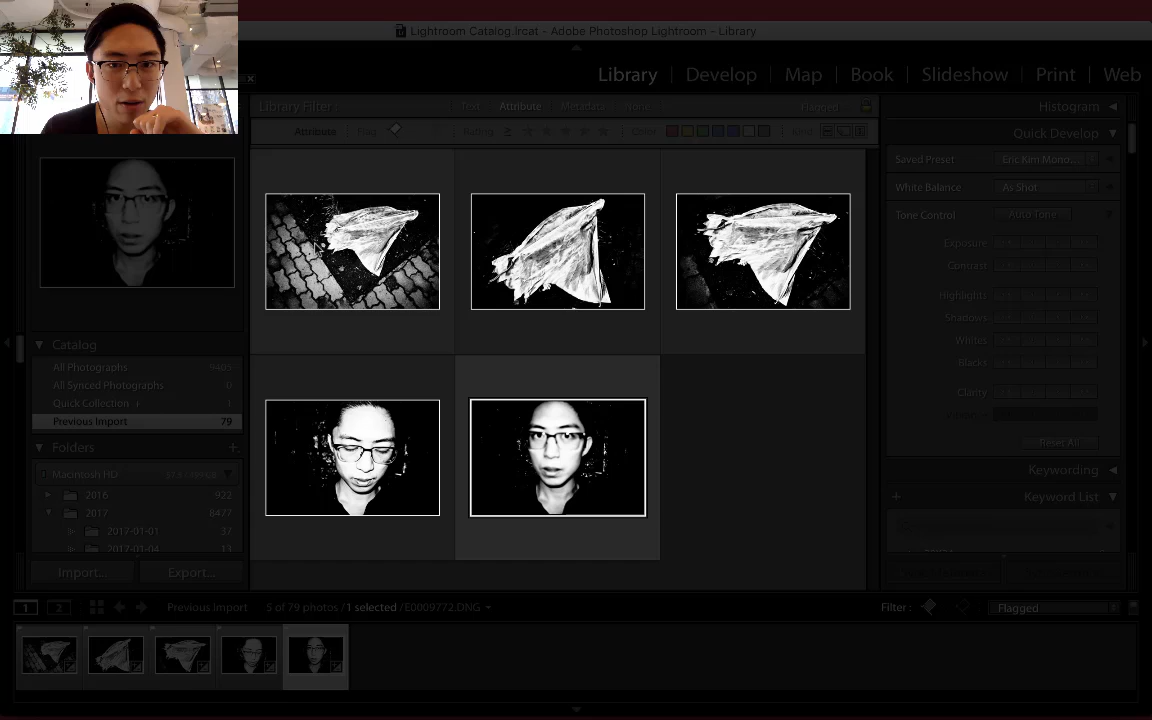 Lightroom Catalog.lrcat - Adobe Photoshop Lightroom - Library
Library | Develop | Map | Book | Slideshow | Print | Web
Library Filter :
Text
Attribute
Metadata
None
Flagged
Histogram
Attribute
Flag
Rating
Color
Kind
Quick Develop
Saved Preset
Eric Kim Mono...
White Balance
As Shot
Tone Control
Auto Tone
Exposure
Contrast
Highlights
Shadows
Whites
Blacks
Clarity
Reset All
Keywording
Keyword List
Catalog
All Photographs 9405
All Synced Photographs 0
Quick Collection + 1
Previous Import 79
Folders
Macintosh HD
2016 922
2017 8477
2017-01-01 37
2017-01-04 13
Import...
Export...
1 2
Previous Import
5 of 79 photos / 1 selected / E0009772.DNG
Filter :
Flagged